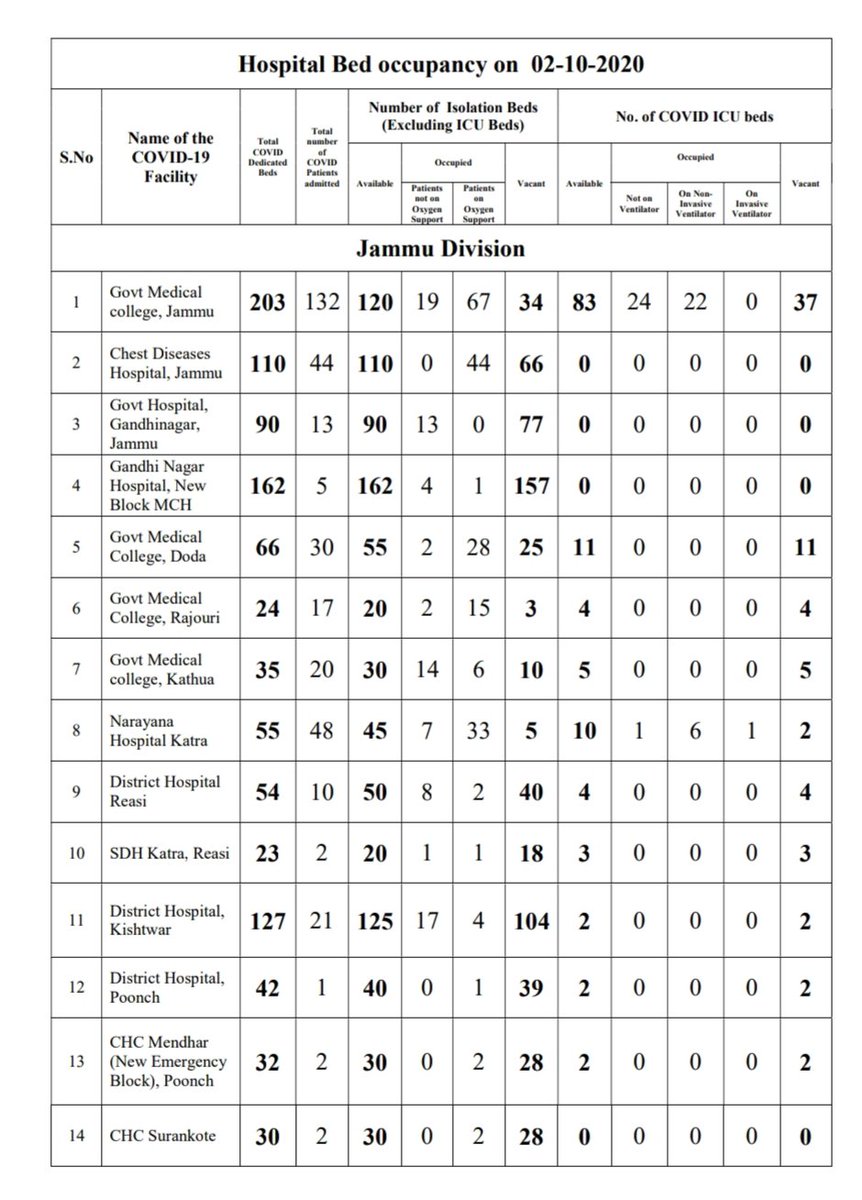 Hospital Bed occupancy on 02-10-2020
S.No
Name of the
COVID-19
Facility
Total
COVID
Dedicated
Beds
Total
number
of
COVID
Patients
admitted
Number of Isolation Beds
(Excluding ICU Beds)
No. of COVID ICU beds
Available
Occupied
Vacant
Available
Occupied
Vacant
Patients
not on
Oxygen
Support
Patients
on
Oxygen
Support
Not on
Ventilator
On Non-
Invasive
Ventilator
On
Invasive
Ventilator
Jammu Division
1 Govt Medical
college, Jammu 203 132 120 19 67 34 83 24 22 0 37
2 Chest Diseases
Hospital, Jammu 110 44 110 0 44 66 0 0 0 0 0
3 Govt Hospital,
Gandhinagar,
Jammu 90 13 90 13 0 77 0 0 0 0 0
4 Gandhi Nagar
Hospital, New
Block MCH 162 5 162 4 1 157 0 0 0 0 0
5 Govt Medical
College, Doda 66 30 55 2 28 25 11 0 0 0 11
6 Govt Medical
College, Rajouri 24 17 20 2 15 3 4 0 0 0 4
7 Govt Medical
college, Kathua 35 20 30 14 6 10 5 0 0 0 5
8 Narayana
Hospital Katra 55 48 45 7 33 5 10 1 6 1 2
9 District Hospital
Reasi 54 10 50 8 2 40 4 0 0 0 4
10 SDH Katra, Reasi 23 2 20 1 1 18 3 0 0 0 3
11 District Hospital,
Kishtwar 127 21 125 17 4 104 2 0 0 0 2
12 District Hospital,
Poonch 42 1 40 0 1 39 2 0 0 0 2
13 CHC Mendhar
(New Emergency
Block), Poonch 32 2 30 0 2 28 2 0 0 0 2
14 CHC Surankote 30 2 30 0 2 28 0 0 0 0 0